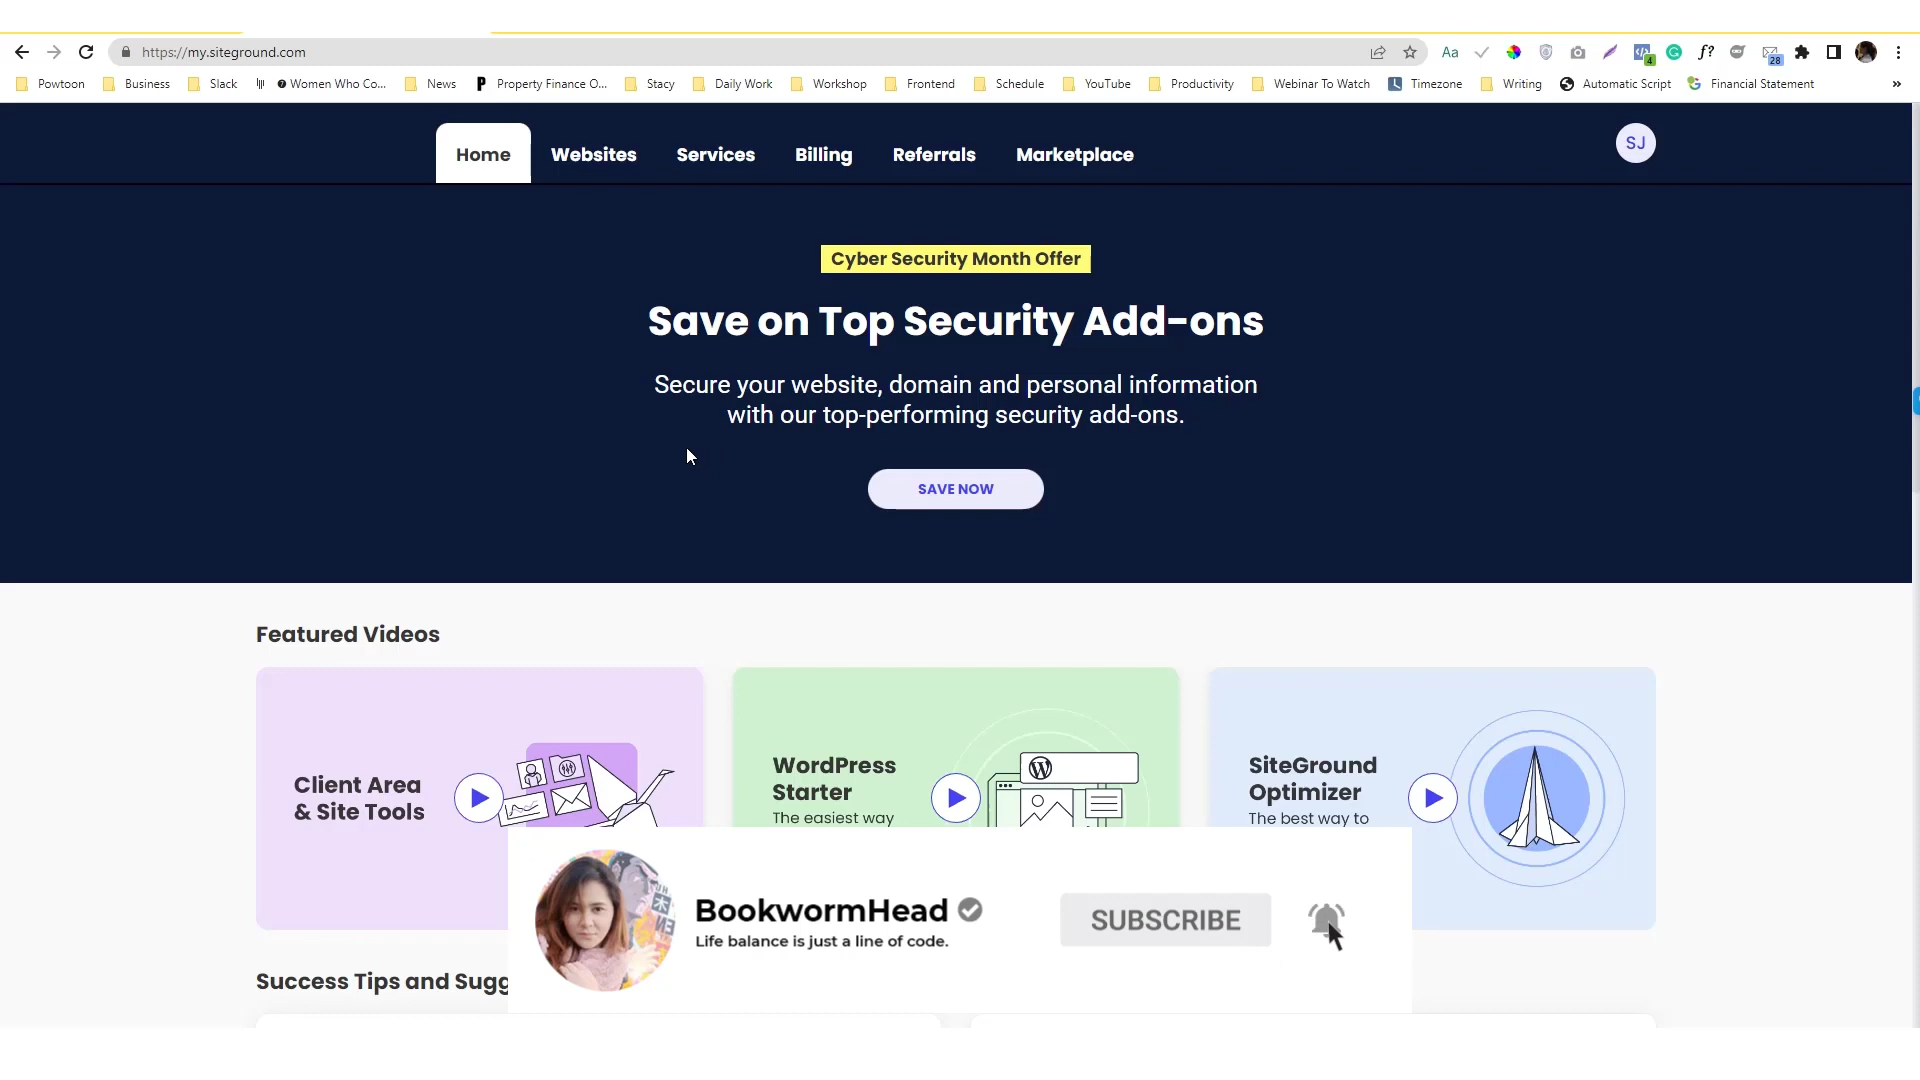 https://my.siteground.com
Aa
4
f?
28
Powtoon
Business
Slack
Women Who Co...
News
Property Finance O...
Stacy
Daily Work
Workshop
Frontend
Schedule
YouTube
Productivity
Webinar To Watch
Timezone
Writing
Automatic Script
Financial Statement
»
Home
Websites
Services
Billing
Referrals
Marketplace
SJ
Cyber Security Month Offer
Save on Top Security Add-ons
Secure your website, domain and personal information
with our top-performing security add-ons.
SAVE NOW
Featured Videos
Client Area
& Site Tools
WordPress
Starter
The easiest way
SiteGround
Optimizer
The best way to
BookwormHead
Life balance is just a line of code.
SUBSCRIBE
Success Tips and Sugg